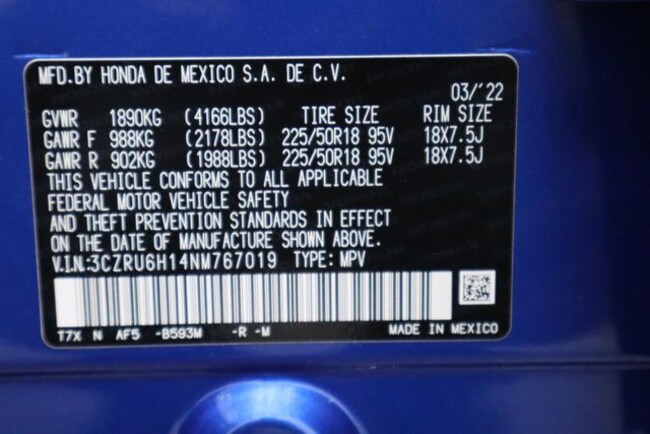 MFD.BY HONDA DE MEXICO S.A. DE C.V.
03/'22
GVWR 1890KG (4166LBS) TIRE SIZE RIM SIZE
GAWR F 988KG (2178LBS) 225/50R18 95V 18X7.5J
GAWR R 902KG (1988LBS) 225/50R18 95V 18X7.5J
THIS VEHICLE CONFORMS TO ALL APPLICABLE
FEDERAL MOTOR VEHICLE SAFETY
AND THEFT PREVENTION STANDARDS IN EFFECT
ON THE DATE OF MANUFACTURE SHOWN ABOVE.
V.I.N:3CZRU6H14NM767019 TYPE: MPV
T7X N AF5 -B593M -R -M MADE IN MEXICO